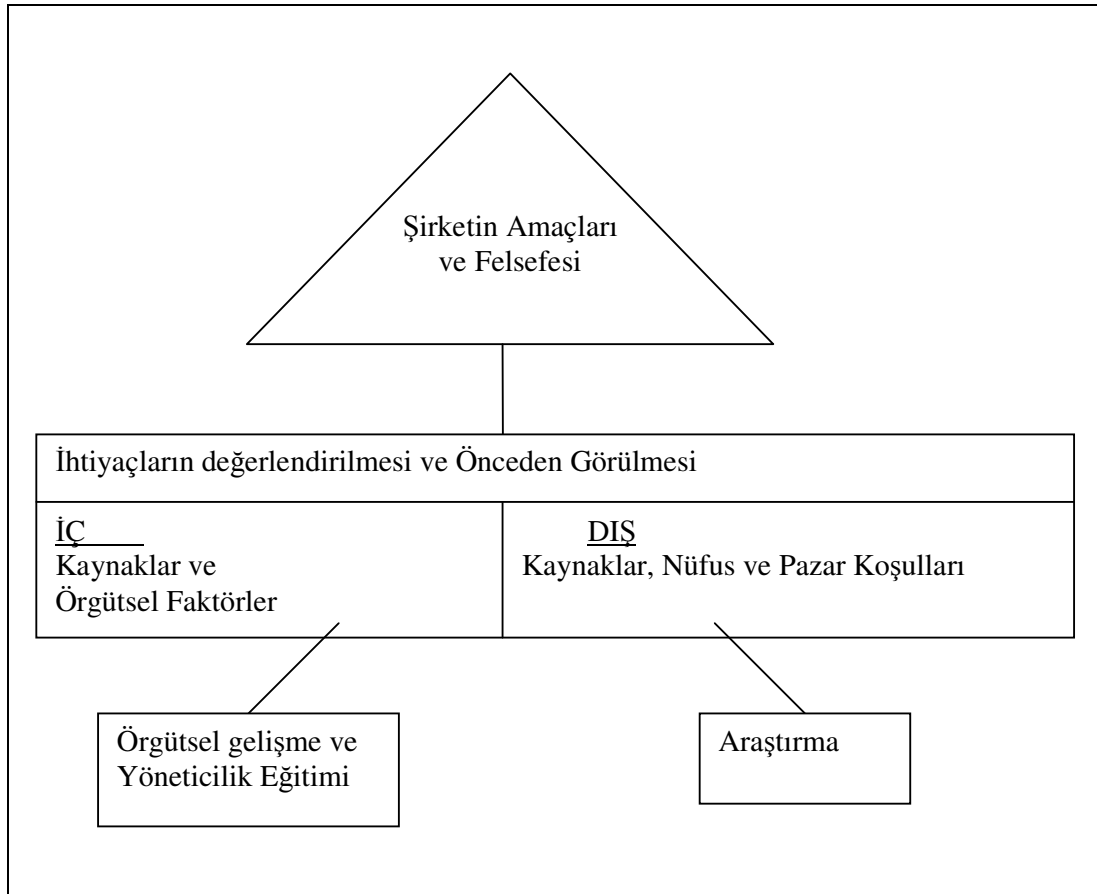 Şirketin Amaçları
ve Felsefesi
İhtiyaçların değerlendirilmesi ve Önceden Görülmesi
İÇ
Kaynaklar ve
Örgütsel Faktörler
DIŞ
Kaynaklar, Nüfus ve Pazar Koşulları
Örgütsel gelişme ve
Yöneticilik Eğitimi
Araştırma